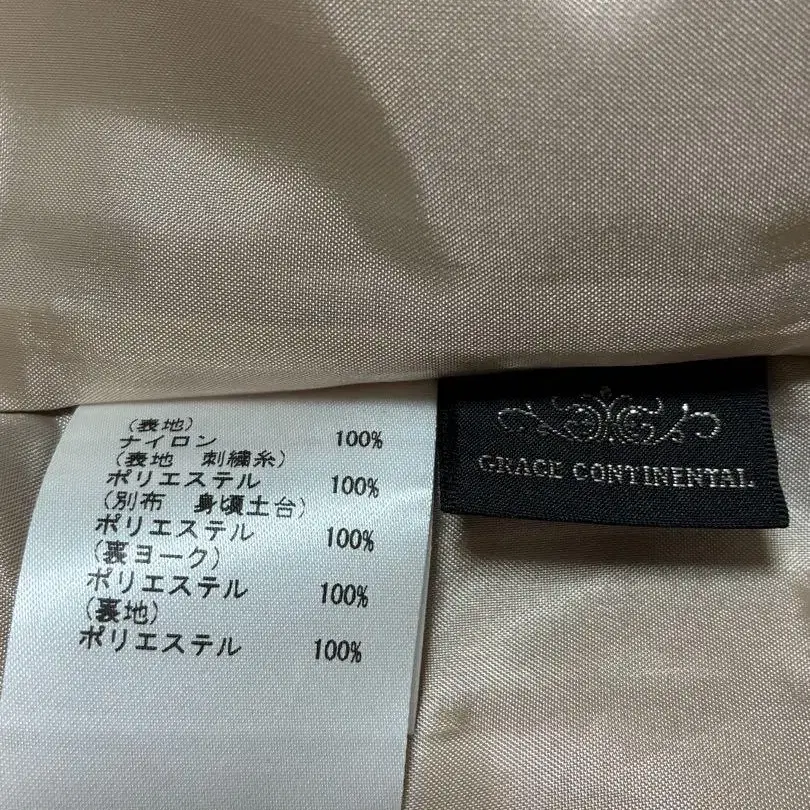 (表地)
ナイロン 100%
(表地 刺繍糸)
ポリエステル 100%
(別布 身頃土台)
ポリエステル 100%
(裏ヨーク)
ポリエステル 100%
(裏地)
ポリエステル 100%
GRACE CONTINENTAL